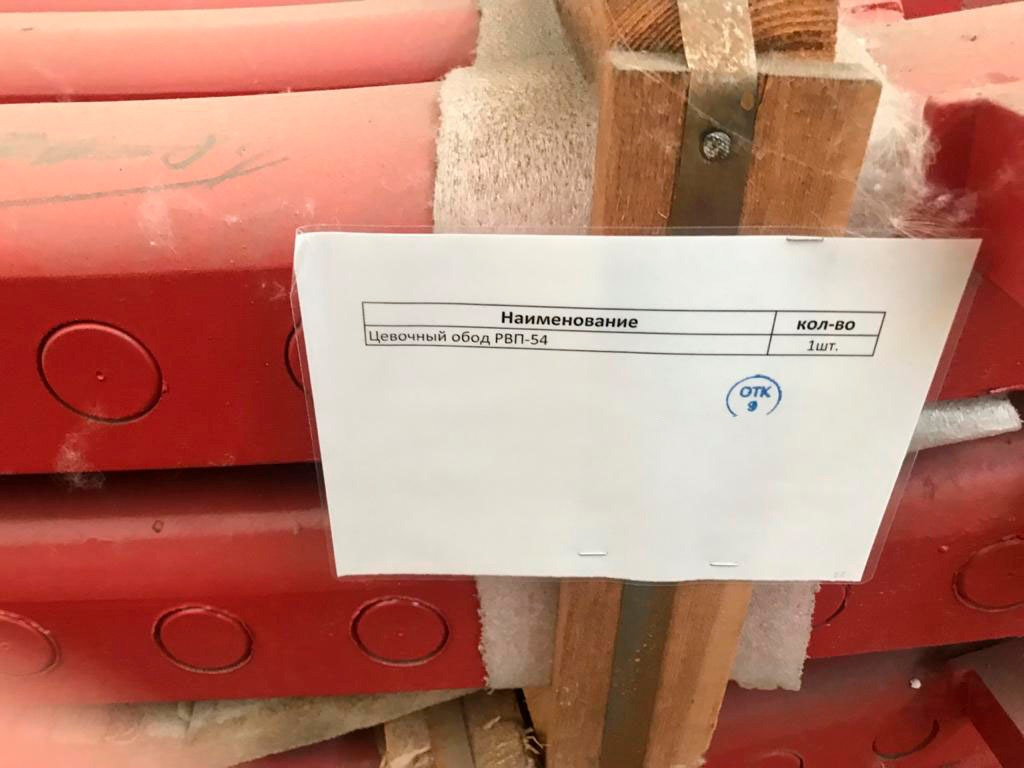 Наименование кол-во
Цевочный обод РВП-54 1шт.
ОТК
9